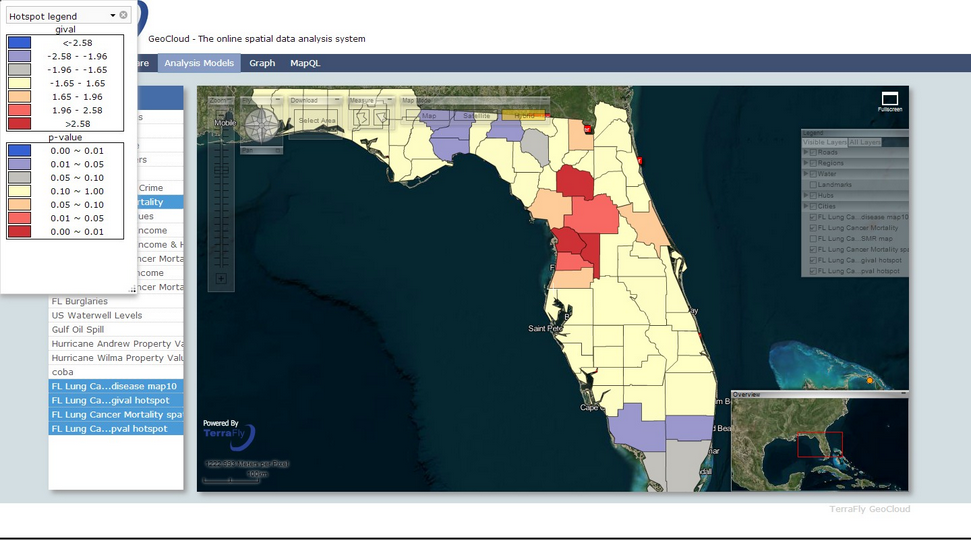 Hotspot legend
gival
<-2.58
-2.58 - -1.96
-1.96 - -1.65
-1.65 - 1.65
1.65 - 1.96
1.96 - 2.58
>2.58
p-value
0.00 ~ 0.01
0.01 ~ 0.05
0.05 ~ 0.10
0.10 ~ 1.00
0.05 ~ 0.10
0.01 ~ 0.05
0.00 ~ 0.01
GeoCloud - The online spatial data analysis system
Analysis Models Graph MapQL
Crime
ncome
ncome & H
ncer Morta
ncome
ncer Morta
FL Burglaries
US Waterwell Levels
Gulf Oil Spill
Hurricane Andrew Property Va
Hurricane Wilma Property Valu
coba
FL Lung Ca...disease map10
FL Lung Ca...gival hotspot
FL Lung Cancer Mortality spa
FL Lung Ca...pval hotspot
Zoom
Download
Measure
Map Mode
Select Area
Map
Satellite
Hybrid
Mobile
Pan
Fullscreen
Legend
Visible Layers All Layers
Roads
Regions
Water
Landmarks
Hubs
Cities
FL Lung Ca...disease map10
FL Lung Cancer Mortality
FL Lung Ca...SMR map
FL Lung Cancer Mortality spa
FL Lung Ca...gival hotspot
FL Lung Ca...pval hotspot
Saint Pete
Cape
Powered By
TerraFly
Meters per Pixel
100km
Overview
TerraFly GeoCloud